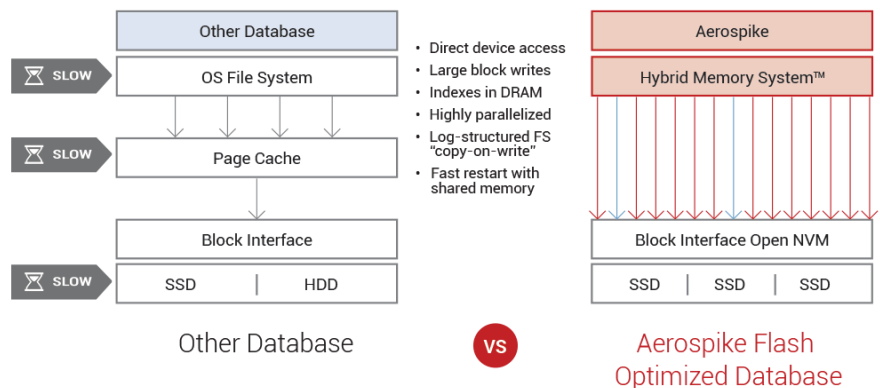 Other Database
SLOW
OS File System
SLOW
Page Cache
Block Interface
SLOW
SSD | HDD
Other Database
• Direct device access
• Large block writes
• Indexes in DRAM
• Highly parallelized
• Log-structured FS
"copy-on-write"
• Fast restart with
shared memory
VS
Aerospike
Hybrid Memory System™
Block Interface Open NVM
SSD | SSD | SSD
Aerospike Flash
Optimized Database